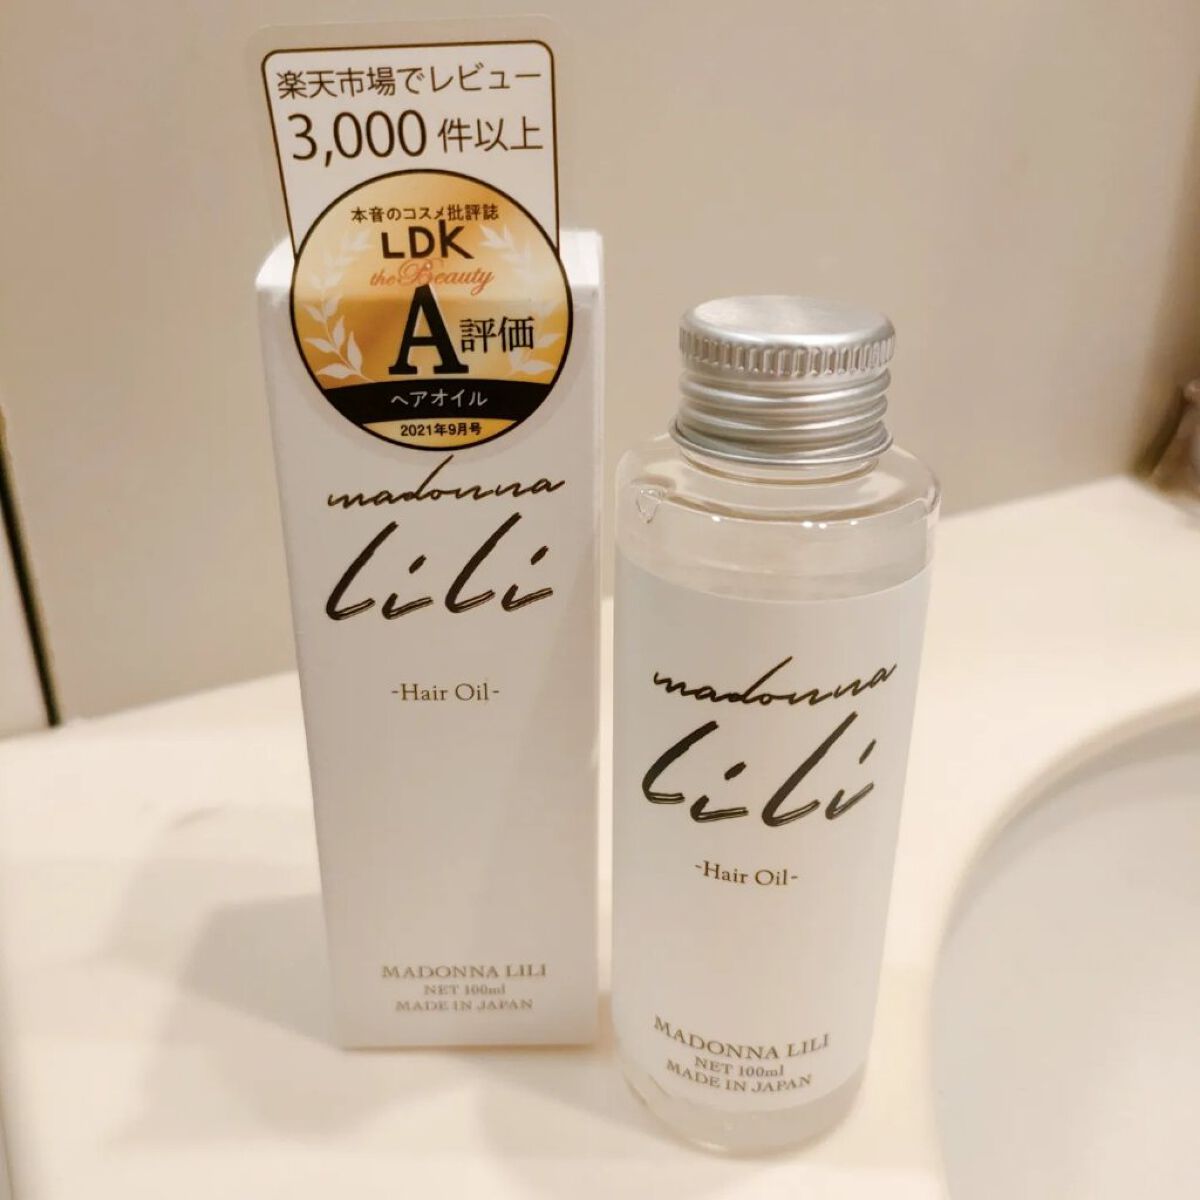 楽天市場でレビュー
3,000 件以上
本音のコスメ批評誌
LDK
the Beauty
A評価
ヘアオイル
2021年9月号
madonna
Lili
-Hair Oil-
MADONNA LILI
NET 100ml
MADE IN JAPAN
madonna
Lili
-Hair Oil-
MADONNA LILI
NET 100ml
MADE IN JAPAN